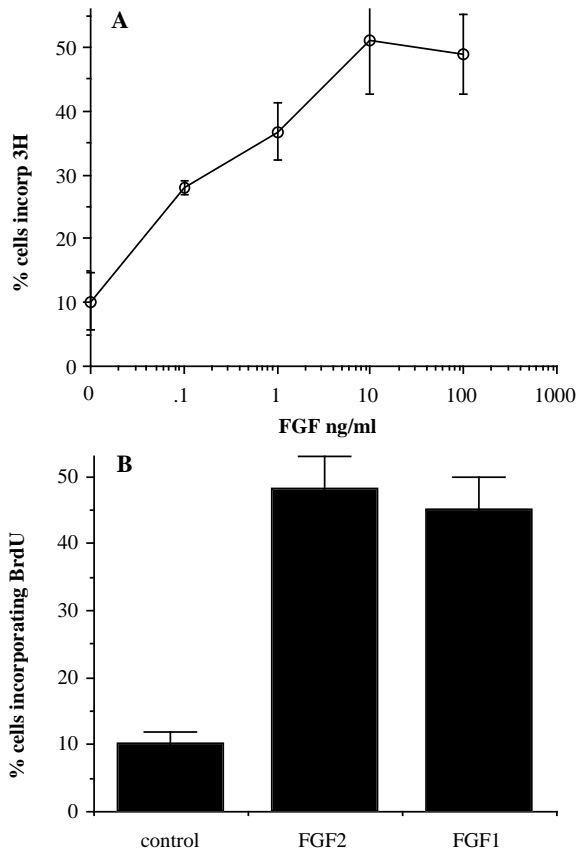 A
50
40
30
20
10
0
% cells incorp 3H
0 .1 1 10 100 1000
FGF ng/ml
B
50
40
30
20
10
0
% cells incorporating BrdU
control FGF2 FGF1